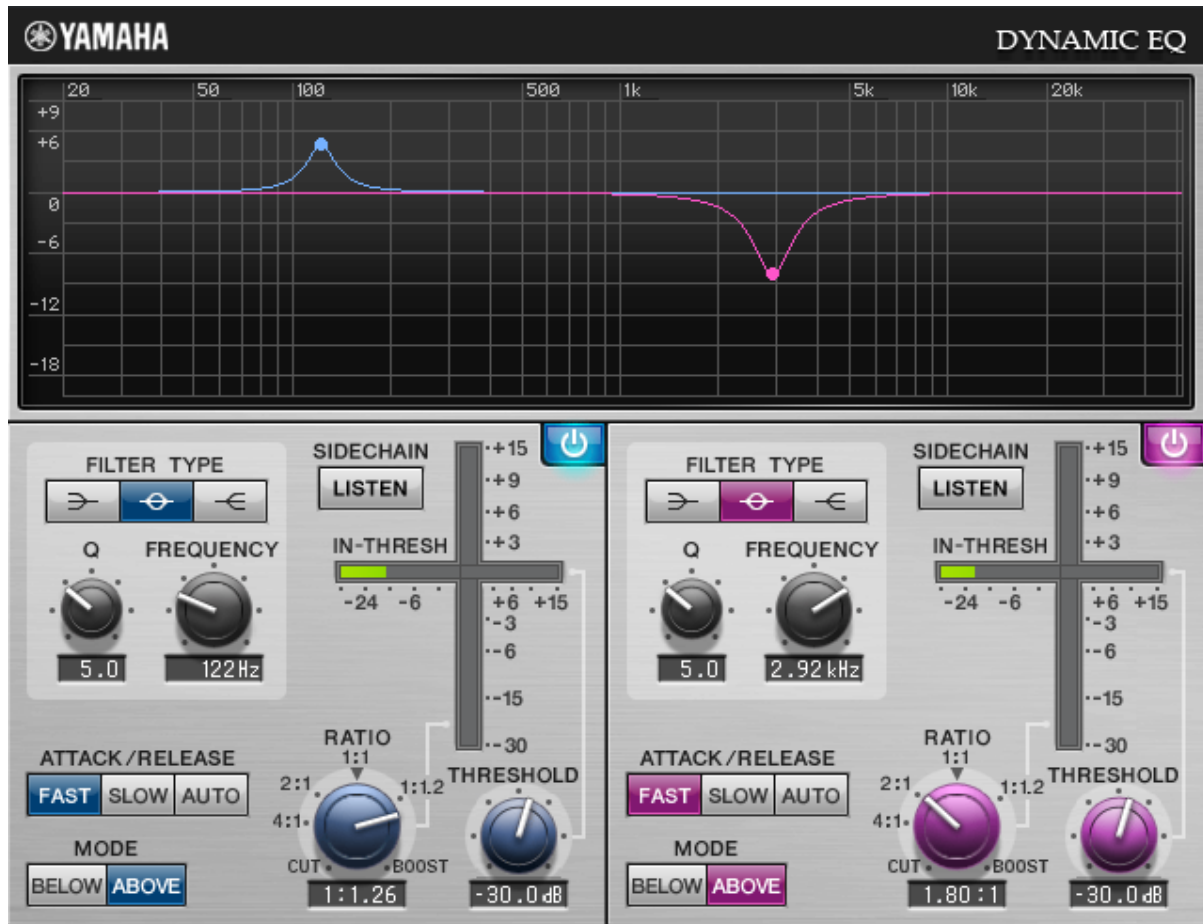 YAMAHA DYNAMIC EQ
20 50 100 500 1k 5k 10k 20k
+9
+6
0
-6
-12
-18
FILTER TYPE
Q FREQUENCY
5.0 122Hz
SIDECHAIN
LISTEN
IN-THRESH
-24 -6 +6 +15
+15
+9
+6
+3
-3
-6
-15
-30
ATTACK/RELEASE
FAST SLOW AUTO
MODE
BELOW ABOVE
RATIO
1:1
2:1 1:1.2
4:1
CUT BOOST
1:1.26
THRESHOLD
-30.0dB
FILTER TYPE
Q FREQUENCY
5.0 2.92kHz
SIDECHAIN
LISTEN
IN-THRESH
-24 -6 +6 +15
+15
+9
+6
+3
-3
-6
-15
-30
ATTACK/RELEASE
FAST SLOW AUTO
MODE
BELOW ABOVE
RATIO
1:1
2:1 1:1.2
4:1
CUT BOOST
1.80:1
THRESHOLD
-30.0dB